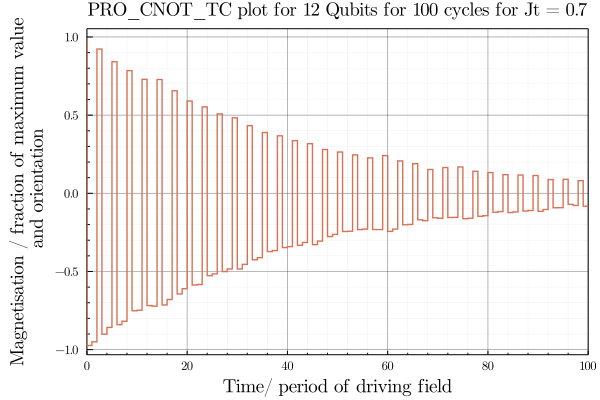 PRO_CNOT_TC plot for 12 Qubits for 100 cycles for Jt = 0.7
Magnetisation / fraction of maximum value
and orientation
1.0
0.5
0.0
−0.5
−1.0
0 20 40 60 80 100
Time/ period of driving field